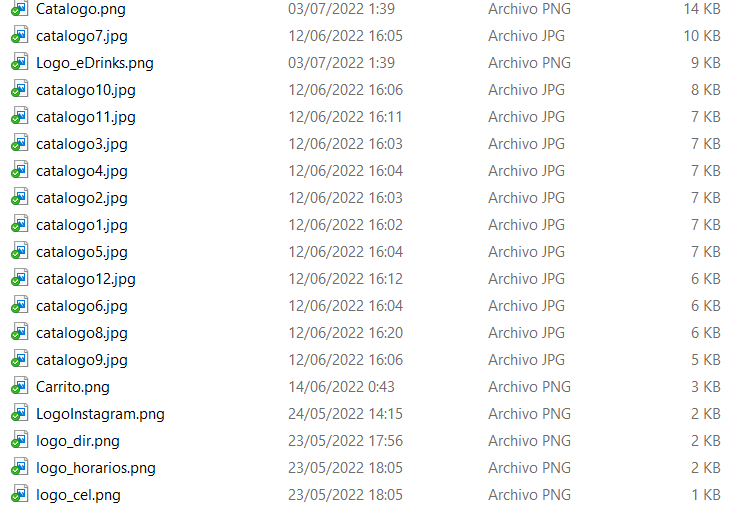 Catalogo.png 03/07/2022 1:39 Archivo PNG 14 KB
catalogo7.jpg 12/06/2022 16:05 Archivo JPG 10 KB
Logo_eDrinks.png 03/07/2022 1:39 Archivo PNG 9 KB
catalogo10.jpg 12/06/2022 16:06 Archivo JPG 8 KB
catalogo11.jpg 12/06/2022 16:11 Archivo JPG 7 KB
catalogo3.jpg 12/06/2022 16:03 Archivo JPG 7 KB
catalogo4.jpg 12/06/2022 16:04 Archivo JPG 7 KB
catalogo2.jpg 12/06/2022 16:03 Archivo JPG 7 KB
catalogo1.jpg 12/06/2022 16:02 Archivo JPG 7 KB
catalogo5.jpg 12/06/2022 16:04 Archivo JPG 7 KB
catalogo12.jpg 12/06/2022 16:12 Archivo JPG 6 KB
catalogo6.jpg 12/06/2022 16:04 Archivo JPG 6 KB
catalogo8.jpg 12/06/2022 16:20 Archivo JPG 6 KB
catalogo9.jpg 12/06/2022 16:06 Archivo JPG 5 KB
Carrito.png 14/06/2022 0:43 Archivo PNG 3 KB
LogoInstagram.png 24/05/2022 14:15 Archivo PNG 2 KB
logo_dir.png 23/05/2022 17:56 Archivo PNG 2 KB
logo_horarios.png 23/05/2022 18:05 Archivo PNG 2 KB
logo_cel.png 23/05/2022 18:05 Archivo PNG 1 KB